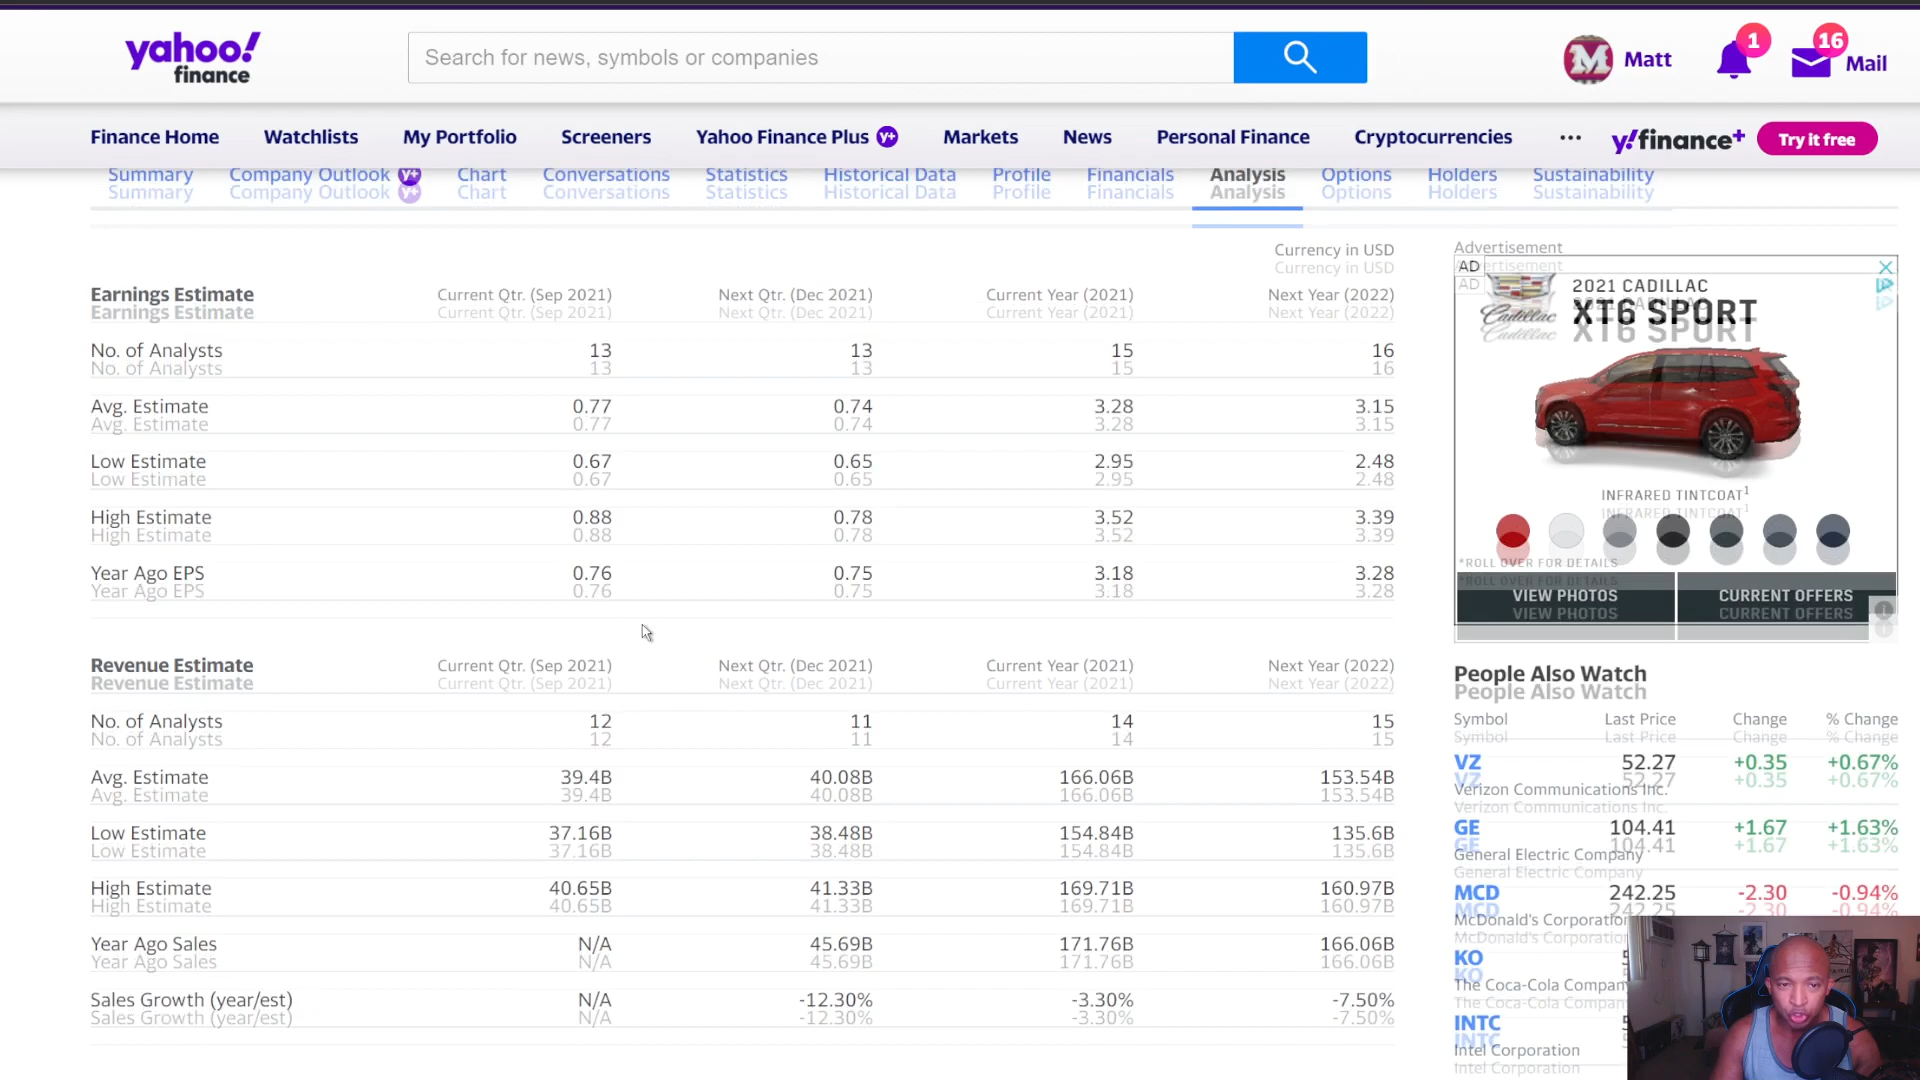 yahoo!
finance
Search for news, symbols or companies
M Matt 1 16 Mail
Finance Home Watchlists My Portfolio Screeners Yahoo Finance Plus y+ Markets News Personal Finance Cryptocurrencies ... y!finance+ Try it free
Summary Company Outlook y+ Chart Conversations Statistics Historical Data Profile Financials Analysis Options Holders Sustainability
Currency in USD
Earnings Estimate Current Qtr. (Sep 2021) Next Qtr. (Dec 2021) Current Year (2021) Next Year (2022)
No. of Analysts 13 13 15 16
Avg. Estimate 0.77 0.74 3.28 3.15
Low Estimate 0.67 0.65 2.95 2.48
High Estimate 0.88 0.78 3.52 3.39
Year Ago EPS 0.76 0.75 3.18 3.28
Revenue Estimate Current Qtr. (Sep 2021) Next Qtr. (Dec 2021) Current Year (2021) Next Year (2022)
No. of Analysts 12 11 14 15
Avg. Estimate 39.4B 40.08B 166.06B 153.54B
Low Estimate 37.16B 38.48B 154.84B 135.6B
High Estimate 40.65B 41.33B 169.71B 160.97B
Year Ago Sales N/A 45.69B 171.76B 166.06B
Sales Growth (year/est) N/A -12.30% -3.30% -7.50%
Advertisement
AD
2021 CADILLAC
Cadillac XT6 SPORT
INFRARED TINTCOAT1
*ROLL OVER FOR DETAILS
VIEW PHOTOS CURRENT OFFERS
People Also Watch
Symbol Last Price Change % Change
VZ 52.27 +0.35 +0.67%
Verizon Communications Inc.
GE 104.41 +1.67 +1.63%
General Electric Company
MCD 242.25 -2.30 -0.94%
McDonald's Corporation
KO
The Coca-Cola Compan
INTC
Intel Corporation